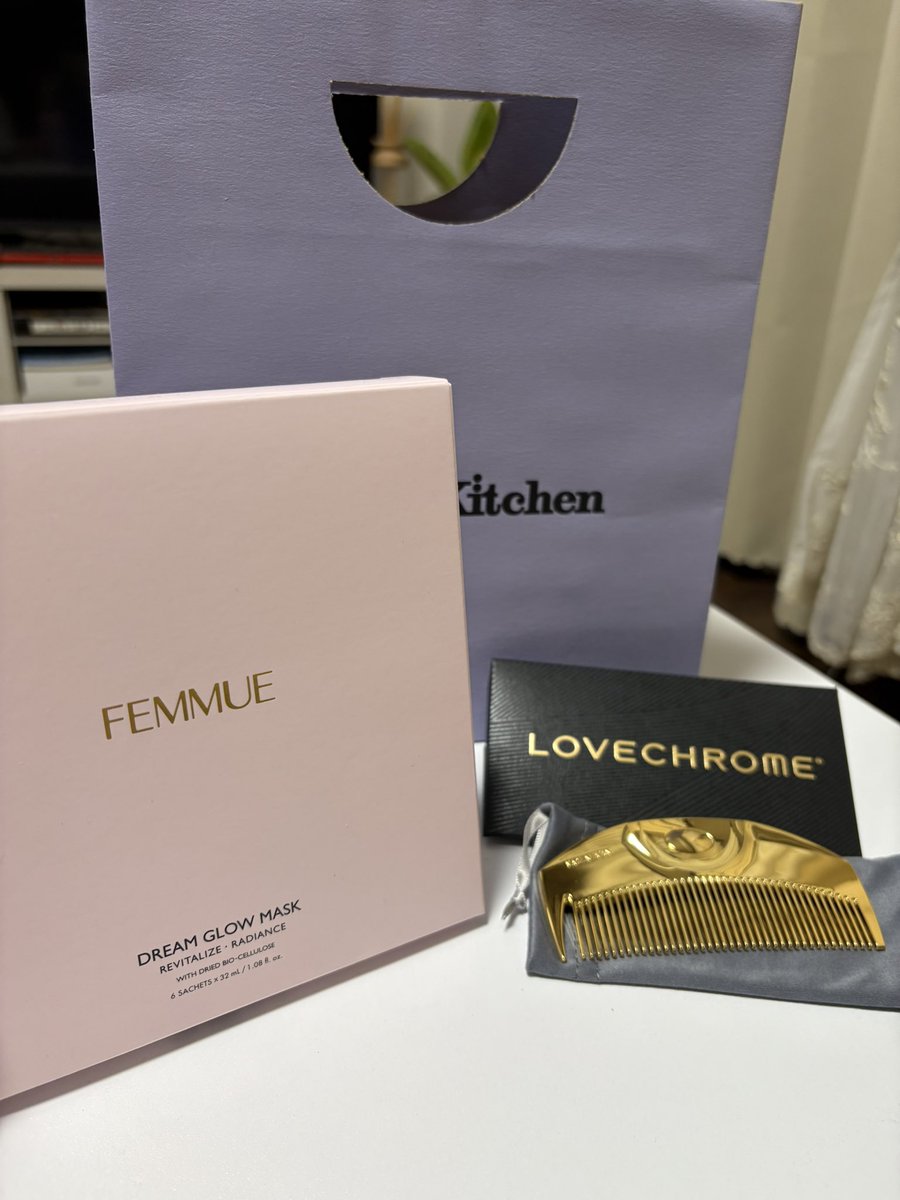 Kitchen
FEMMUE
DREAM GLOW MASK
REVITALIZE · RADIANCE
WITH DRIED BIO-CELLULOSE
6 SACHETS x 32 mL / 1.08 fl. oz.
LOVECHROME®